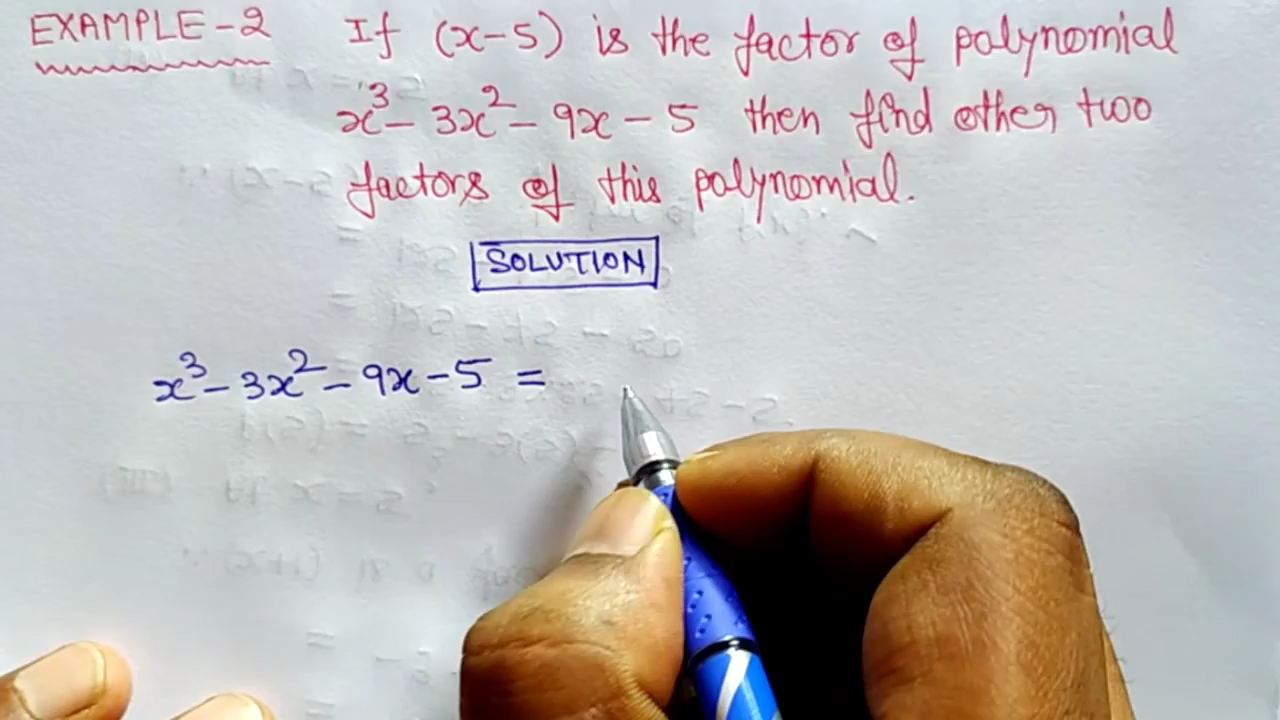 EXAMPLE-2 If (x-5) is the factor of polynomial
x³- 3x²- 9x - 5 then find other two
factors of this polynomial.
SOLUTION
x³- 3x²- 9x - 5 =